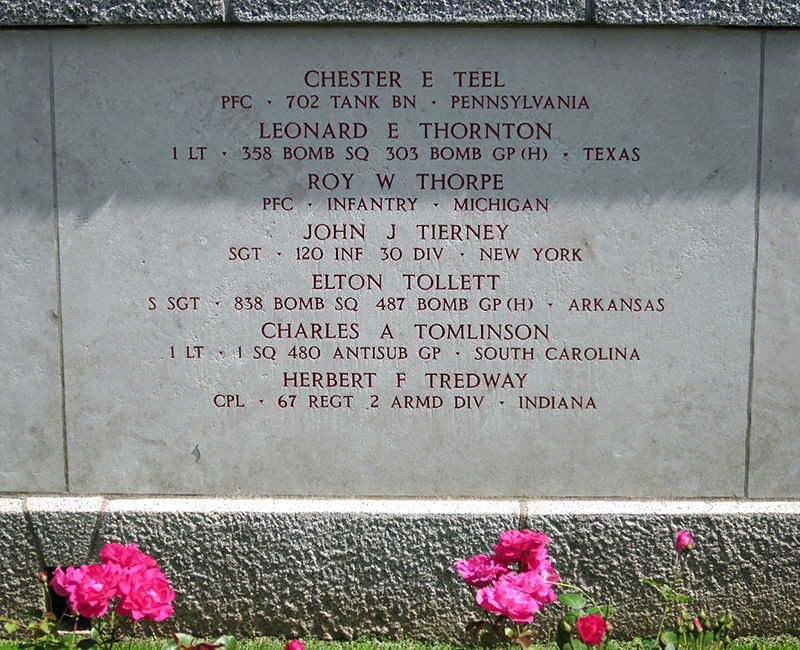 CHESTER E TEEL
PFC · 702 TANK BN · PENNSYLVANIA
LEONARD E THORNTON
1 LT · 358 BOMB SQ 303 BOMB GP (H) · TEXAS
ROY W THORPE
PFC · INFANTRY · MICHIGAN
JOHN J TIERNEY
SGT · 120 INF 30 DIV · NEW YORK
ELTON TOLLETT
S SGT · 838 BOMB SQ 487 BOMB GP (H) · ARKANSAS
CHARLES A TOMLINSON
1 LT · 1 SQ 480 ANTISUB GP · SOUTH CAROLINA
HERBERT F TREDWAY
CPL · 67 REGT 2 ARMD DIV · INDIANA